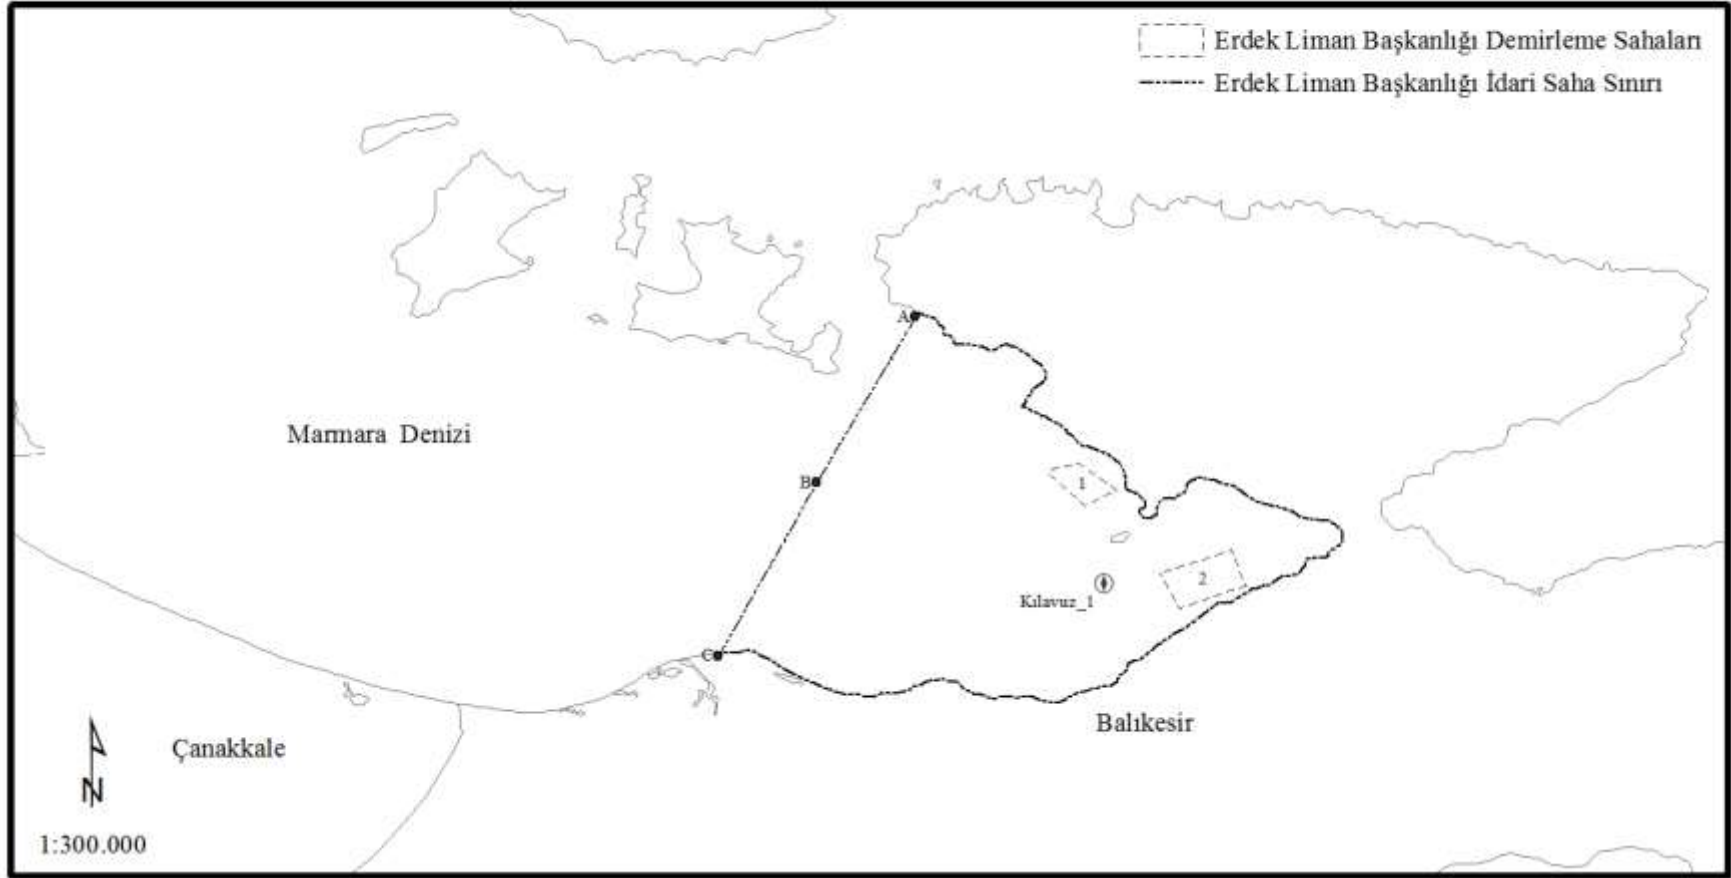 Erdek Liman Başkanlığı Demirleme Sahaları
Erdek Liman Başkanlığı İdari Saha Sınırı
A
Marmara Denizi
B
1
2
Kılavuz_1
C
Balıkesir
Çanakkale
N
1:300.000